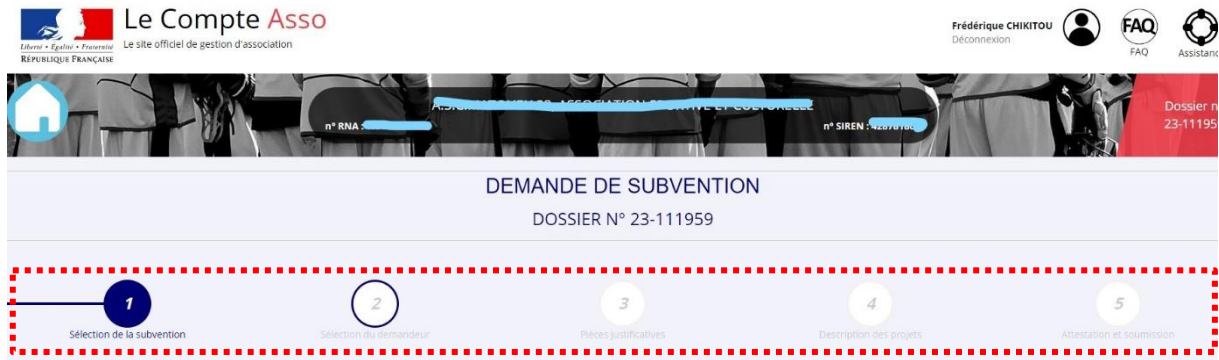 Le Compte Asso
Le site officiel de gestion d'association
Liberté • Égalité • Fraternité
RÉPUBLIQUE FRANÇAISE
Frédérique CHIKITOU
Déconnexion
FAQ
FAQ
Assistanc
n° RNA :
n° SIREN :
Dossier n
23-11195
DEMANDE DE SUBVENTION
DOSSIER N° 23-111959
1
Sélection de la subvention
2
Sélection du demandeur
3
Pièces justificatives
4
Description des projets
5
Attestation et soumission